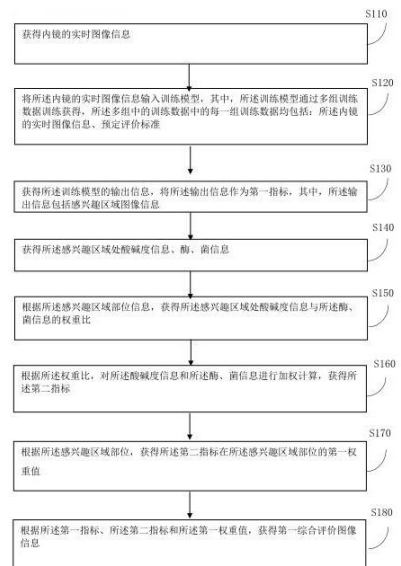 S110
获得内镜的实时图像信息
S120
将所述内镜的实时图像信息输入训练模型，其中，所述训练模型通过多组训练
数据训练获得，所述多组中的训练数据中的每一组训练数据均包括：所述内镜
的实时图像信息、预定评价标准
S130
获得所述训练模型的输出信息，将所述输出信息作为第一指标，其中，所述输
出信息包括感兴趣区域图像信息
S140
获得所述感兴趣区域处酸碱度信息、酶、菌信息
S150
根据所述感兴趣区域部位信息，获得所述感兴趣区域处酸碱度信息与所述酶、
菌信息的权重比
S160
根据所述权重比，对所述酸碱度信息和所述酶、菌信息进行加权计算，获得所
述第二指标
S170
根据所述感兴趣区域部位，获得所述第二指标在所述感兴趣区域部位的第一权
重值
S180
根据所述第一指标、所述第二指标和所述第一权重值，获得第一综合评价图像
信息